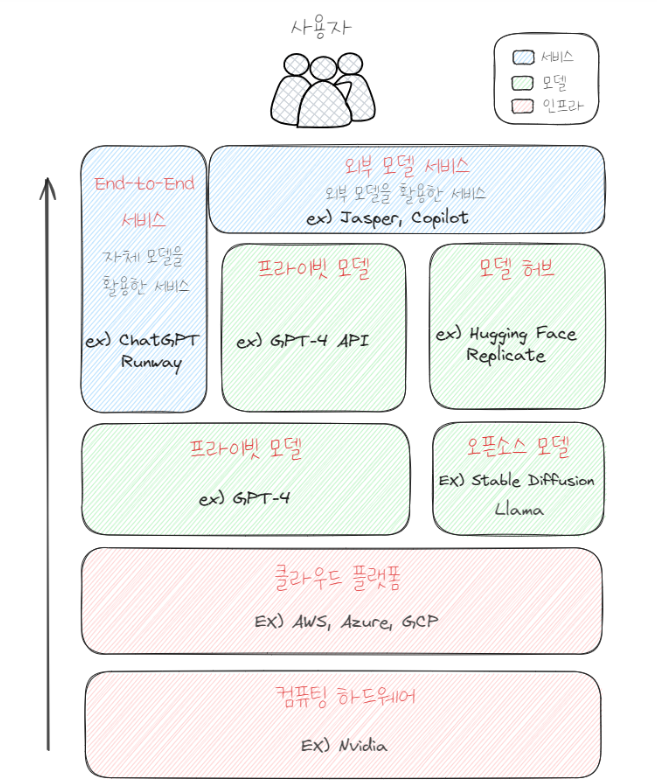 사용자
서비스
모델
인프라
End-to-End
서비스
자체 모델을
활용한 서비스
ex) ChatGPT
Runway
외부 모델 서비스
외부 모델을 활용한 서비스
ex) Jasper, Copilot
프라이빗 모델
ex) GPT-4 API
모델 허브
ex) Hugging Face
Replicate
프라이빗 모델
ex) GPT-4
오픈소스 모델
EX) Stable Diffusion
Llama
클라우드 플랫폼
EX) AWS, Azure, GCP
컴퓨팅 하드웨어
EX) Nvidia